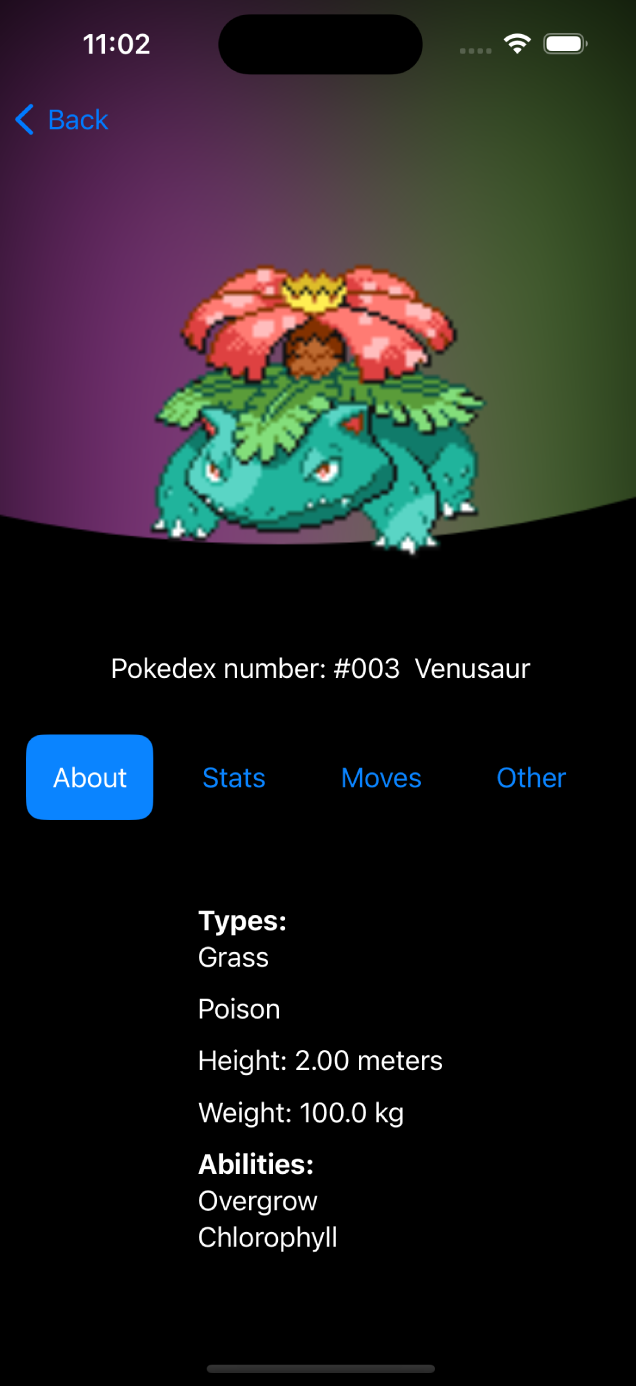 11:02
Back
Pokedex number: #003  Venusaur
About
Stats
Moves
Other
Types:
Grass
Poison
Height: 2.00 meters
Weight: 100.0 kg
Abilities:
Overgrow
Chlorophyll